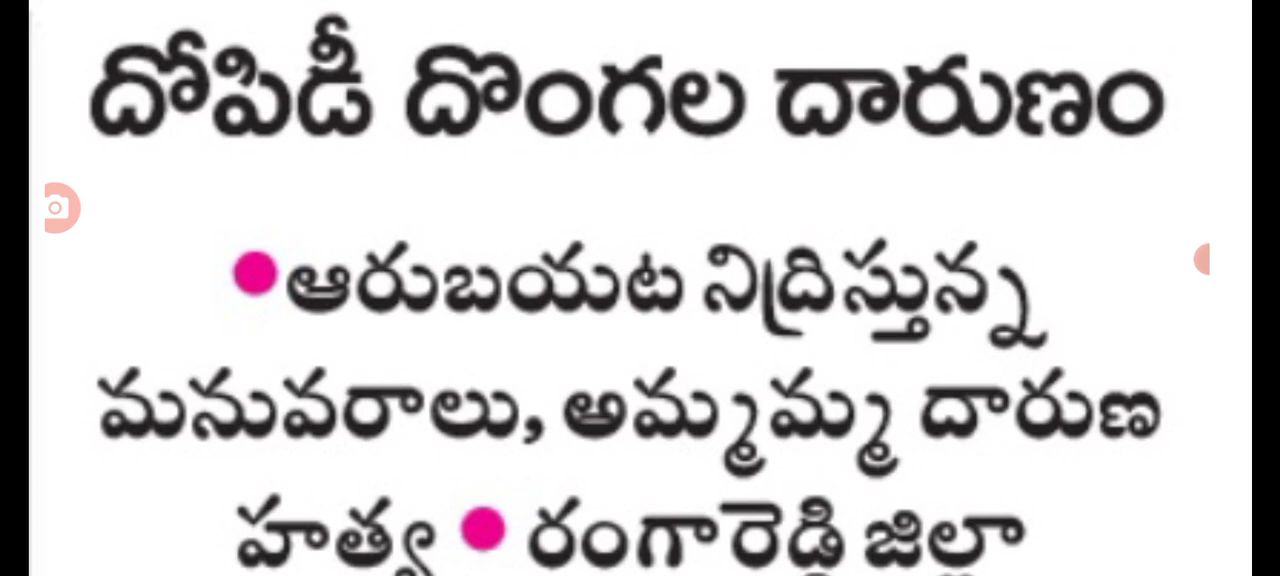 దోపిడీ దొంగల దారుణం
●ఆరుబయట నిద్రిస్తున్న
మనువరాలు, అమ్మమ్మ దారుణ
హత్య ● రంగారెడ్డి జిల్లా